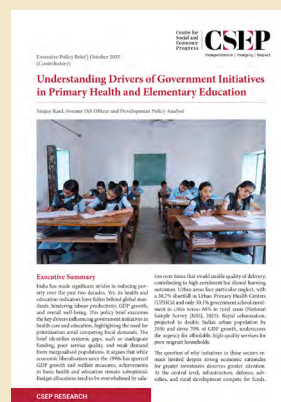 Centre for
Social and
Economic
Progress
CSEP
Independence | Integrity | Impact
Executive Policy Brief | October 2025
(Contributory)
Understanding Drivers of Government Initiatives
in Primary Health and Elementary Education
Sanjay Kaul, Former IAS Officer and Development Policy Analyst
Executive Summary
India has made significant strides in reducing pov-
erty over the past two decades. Yet, its health and
education indicators have fallen behind global stan-
dards, hindering labour productivity, GDP growth,
and overall well-being. This policy brief examines
the key drivers influencing government initiatives in
health care and education, highlighting the need for
prioritisation amid competing fiscal demands. The
brief identifies systemic gaps, such as inadequate
funding, poor service quality, and weak demand
from marginalised populations. It argues that while
economic liberalisation since the 1990s has spurred
GDP growth and welfare measures, achievements
in basic health and education remain suboptimal.
Budget allocations tend to be overwhelmed by sala-
ries over items that would enable quality of delivery,
contributing to high enrolment but dismal learning
outcomes. Urban areas face particular neglect, with
a 36.7% shortfall in Urban Primary Health Centres
(UPHCs) and only 30.1% government school enrol-
ment in cities versus 66% in rural areas (National
Sample Survey [NSS], 2025). Rapid urbanisation,
projected to double India's urban population by
2050 and drive 70% of GDP growth, underscores
the urgency for affordable, high-quality services for
poor migrant households.
The question of why initiatives in these sectors re-
main limited despite strong economic rationales
for greater investment deserves greater attention.
At the central level, infrastructure, defence, sub-
sidies, and rural development compete for funds,
CSEP RESEARCH